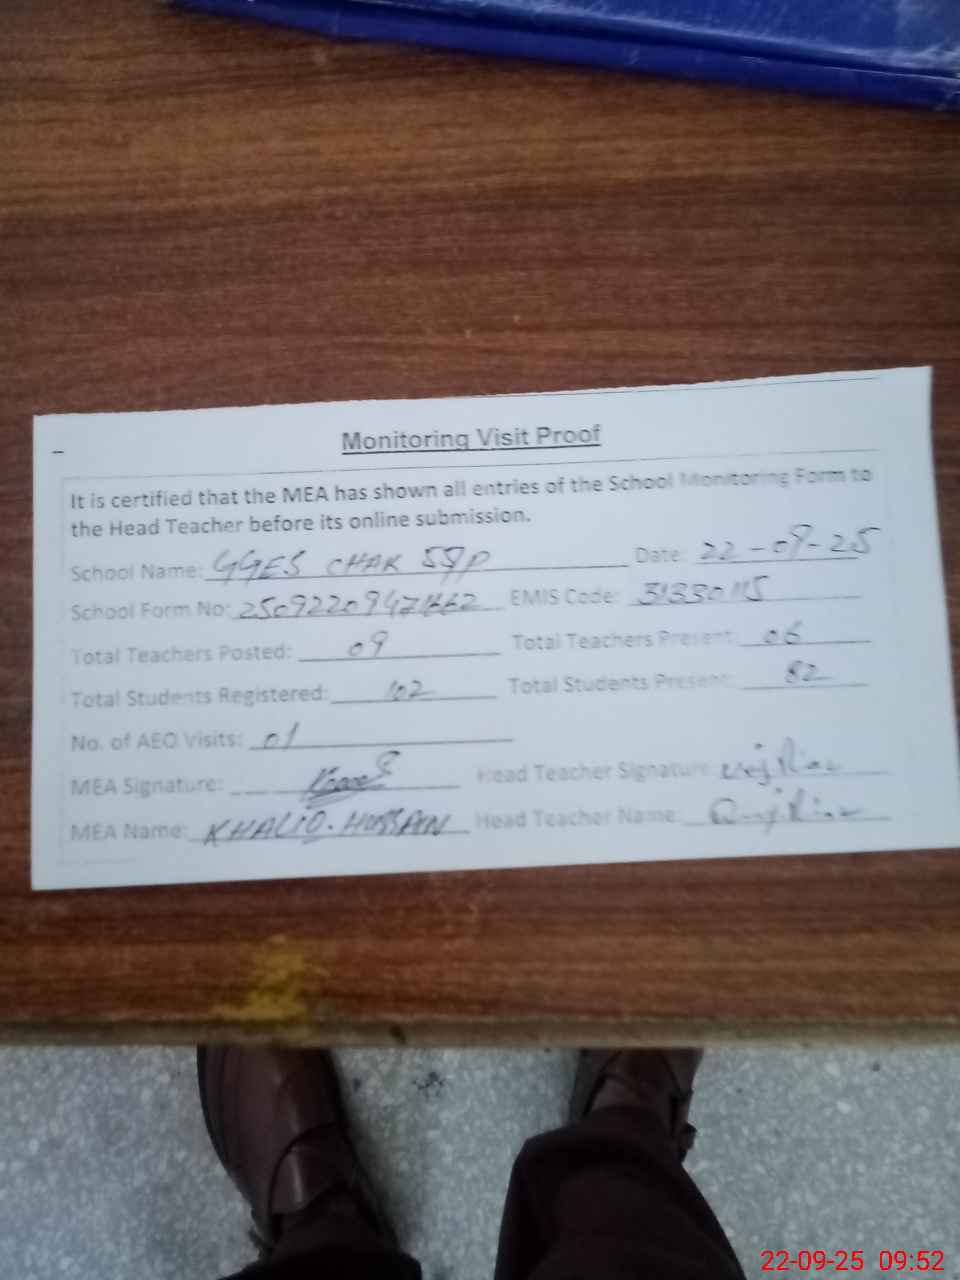 Monitoring Visit Proof
It is certified that the MEA has shown all entries of the School Monitoring Form to
the Head Teacher before its online submission.
School Name: GGES CHAK 59P Date: 22-09-25
School Form No: EMIS Code: 31330115
Total Teachers Posted: 09 Total Teachers Present: 06
Total Students Registered: 102 Total Students Present: 82
No. of AEO Visits: 01
MEA Signature: Head Teacher Signature:
MEA Name: KHALID. HUSSAIN Head Teacher Name:
22-09-25 09:52